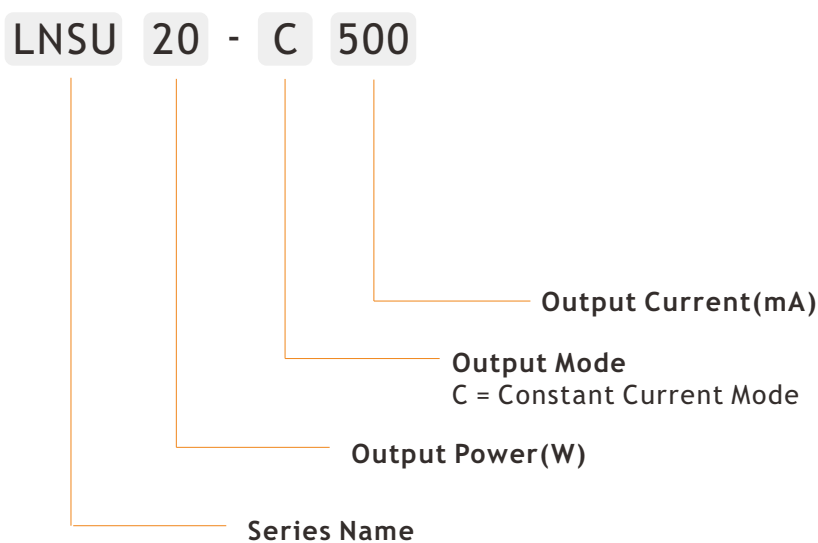 LNSU 20 - C 500
Output Current(mA)
Output Mode
C = Constant Current Mode
Output Power(W)
Series Name